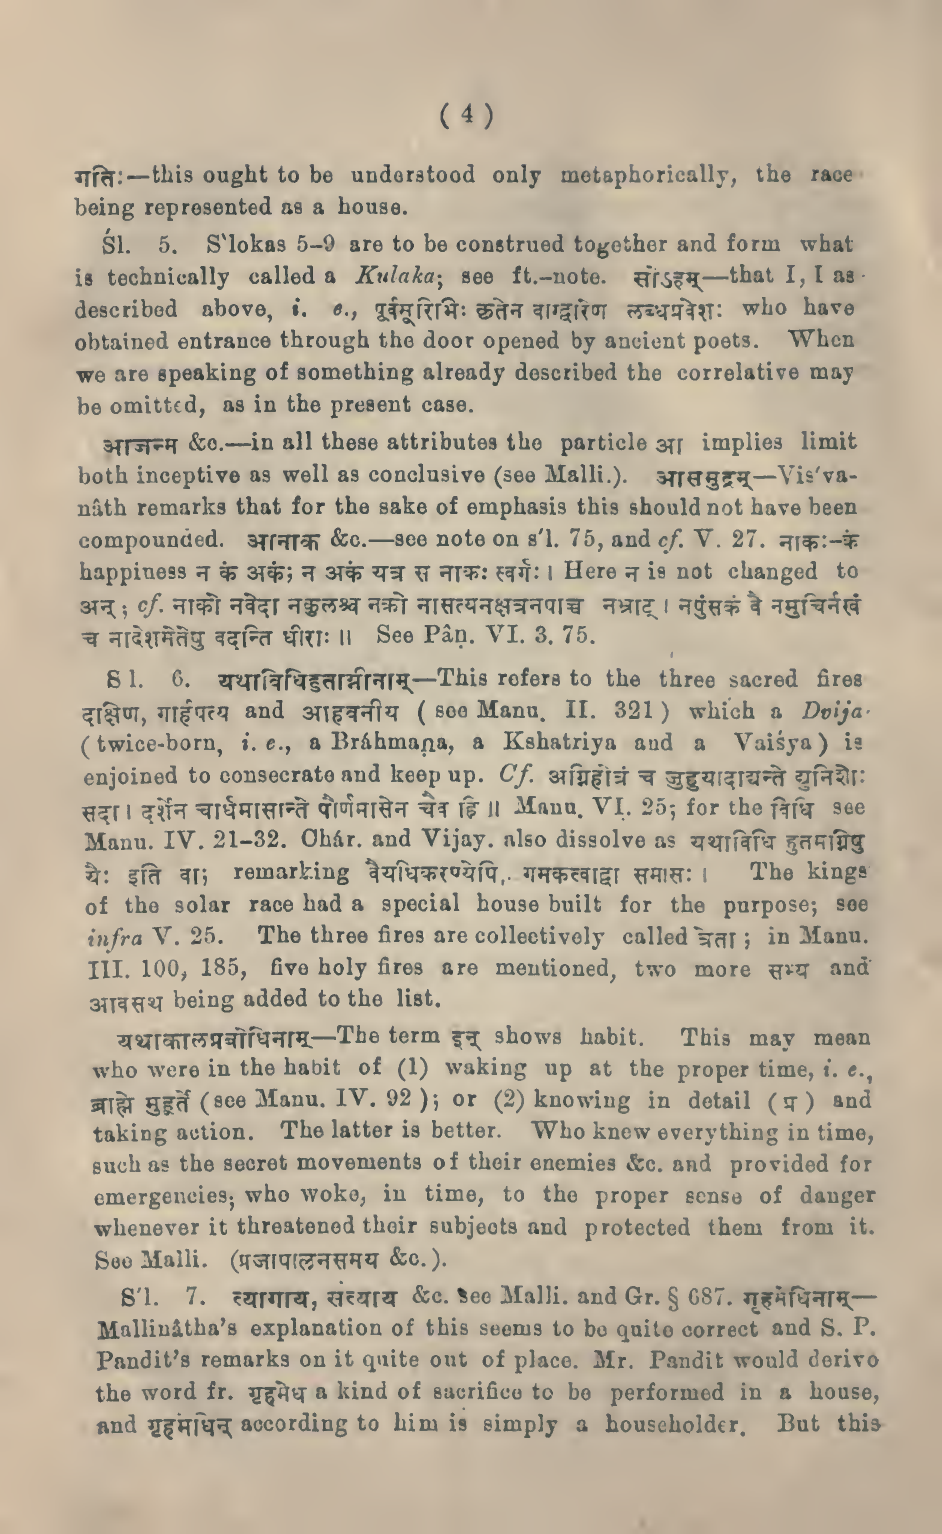 ( 4 )
गतिः—this ought to be understood only metaphorically, the race
being represented as a house.
Śl. 5. S'lokas 5–9 are to be construed together and form what
is technically called a Kulaka; see ft.-note. सोऽहम्—that I, I as
described above, i. e., पूर्वसूरिभिः कृतेन वाग्द्वारेण लब्धप्रवेशः who have
obtained entrance through the door opened by ancient poets. When
we are speaking of something already described the correlative may
be omitted, as in the present case.
आजन्म &c.—in all these attributes the particle आ implies limit
both inceptive as well as conclusive (see Malli.). आसमुद्रम्—Vis'va-
nâth remarks that for the sake of emphasis this should not have been
compounded. आनाक &c.—see note on s'l. 75, and cf. V. 27. नाकः-कं
happiness न कं अकं; न अकं यत्र स नाकः स्वर्गः। Here न is not changed to
अन्; cf. नाको नवेदा नकुलश्च नक्रो नासत्यनक्षत्रनपाच्च नभ्राट् । नपुंसकं वै नमुचिर्नखं
च नादेशमेतेषु वदन्ति धीराः ॥ See Pâṇ. VI. 3. 75.
S l. 6. यथाविधिहुताग्नीनाम्—This refers to the three sacred fires
दाक्षिण, गार्हपत्य and आहवनीय ( see Manu. II. 321 ) which a Dvija
( twice-born, i. e., a Bráhmaṇa, a Kshatriya and a Vaiśya ) is
enjoined to consecrate and keep up. Cf. अग्निहोत्रं च जुहुयादाद्यन्ते द्युनिशोः
सदा। दर्शेन चार्धमासान्ते पौर्णमासेन चैव हि ॥ Manu. VI. 25; for the विधि see
Manu. IV. 21–32. Chár. and Vijay. also dissolve as यथाविधि हुतमग्निषु
यैः इति वा; remarking वैयधिकरण्येपि, गमकत्वाद्वा समासः। The kings
of the solar race had a special house built for the purpose; see
infra V. 25. The three fires are collectively called त्रेता; in Manu.
III. 100, 185, five holy fires are mentioned, two more सभ्य and
आवसथ being added to the list.
यथाकालप्रबोधिनाम्—The term इन् shows habit. This may mean
who were in the habit of (1) waking up at the proper time, i. e.,
ब्राह्मे मुहूर्ते (see Manu. IV. 92 ); or (2) knowing in detail ( प्र ) and
taking action. The latter is better. Who knew everything in time,
such as the secret movements of their enemies &c. and provided for
emergencies; who woke, in time, to the proper sense of danger
whenever it threatened their subjects and protected them from it.
See Malli. (प्रजापालनसमय &c.).
S'l. 7. त्यागाय, सत्याय &c. see Malli. and Gr. § 687. गृहमेधिनाम्—
Mallinâtha's explanation of this seems to be quite correct and S. P.
Pandit's remarks on it quite out of place. Mr. Pandit would derive
the word fr. गृहमेध a kind of sacrifice to be performed in a house,
and गृहमेधिन् according to him is simply a householder. But this